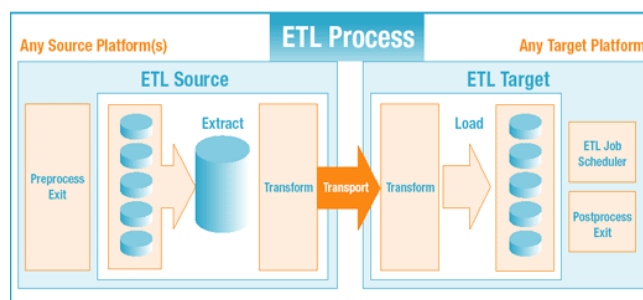 ETL Process
Any Source Platform(s)
Any Target Platform
ETL Source
ETL Target
Preprocess
Exit
Extract
Transform
Transport
Transform
Load
ETL Job
Scheduler
Postprocess
Exit